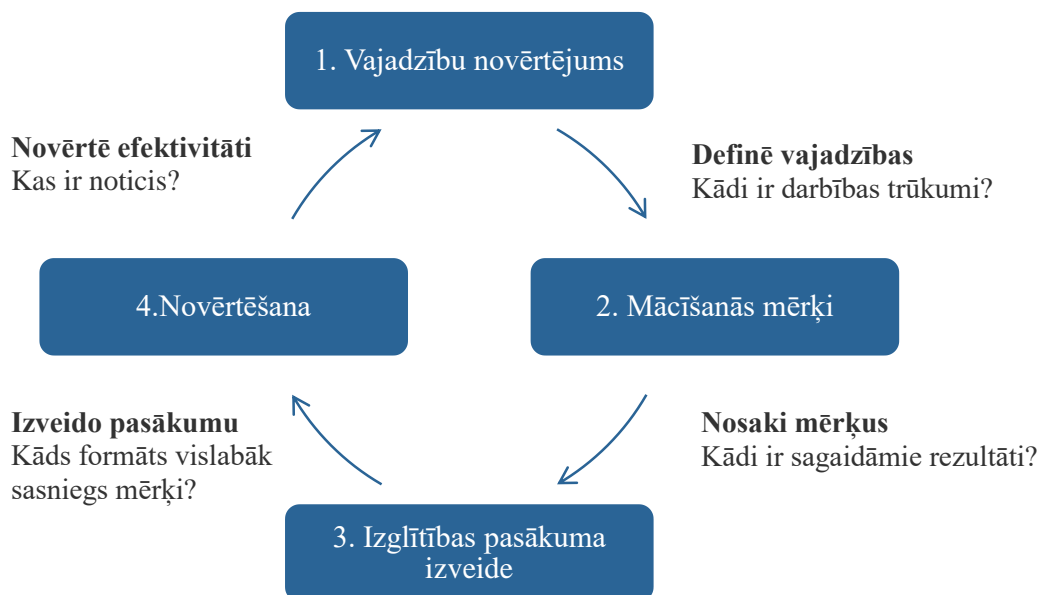 1. Vajadzību novērtējums
Novērtē efektivitāti
Kas ir noticis?
Definē vajadzības
Kādi ir darbības trūkumi?
4.Novērtēšana
2. Mācīšanās mērķi
Izveido pasākumu
Kāds formāts vislabāk
sasniegs mērķi?
Nosaki mērķus
Kādi ir sagaidāmie rezultāti?
3. Izglītības pasākuma
izveide